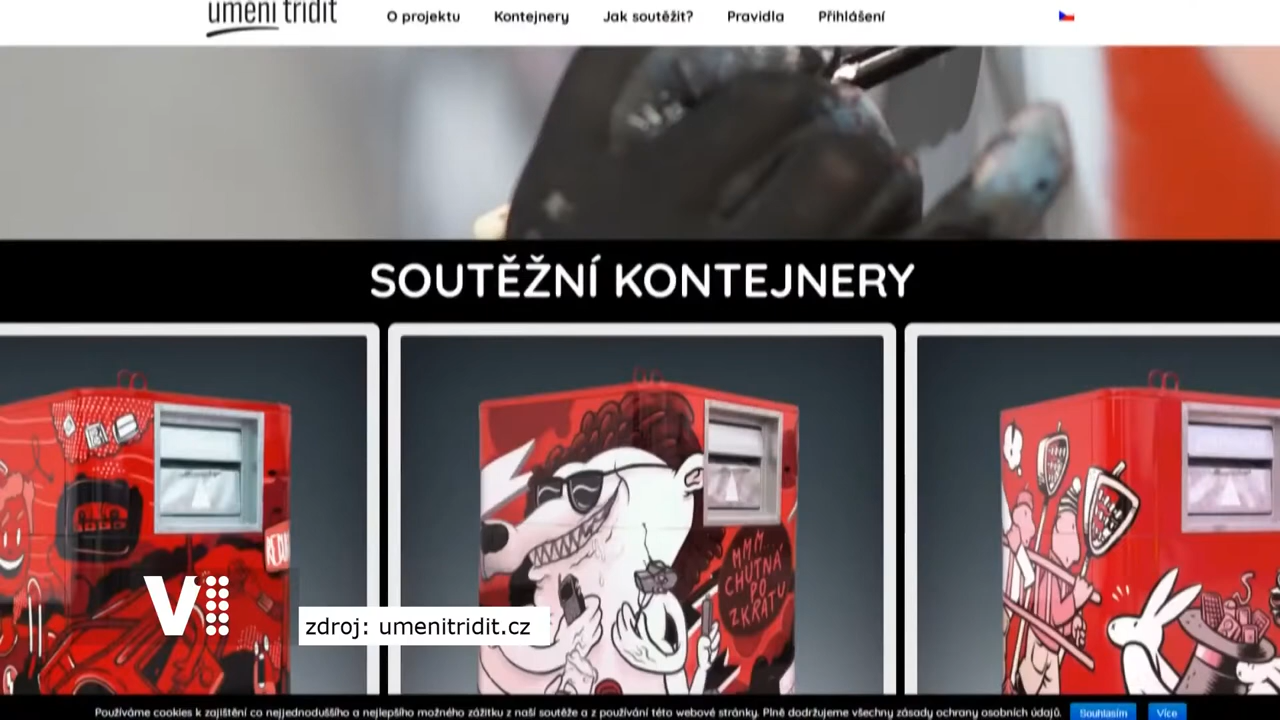 umění třídit
O projektu Kontejnery Jak soutěžit? Pravidla Přihlášení
SOUTĚŽNÍ KONTEJNERY
MMM...
CHUTNÁ
PO
ZKRATU
V
zdroj: umenitridit.cz
Používáme cookies k zajištění co nejjednoduššího a nejlepšího možného zážitku z naší soutěže a z používání této webové stránky. Plně dodržujeme všechny zásady ochrany osobních údajů. Souhlasím Více